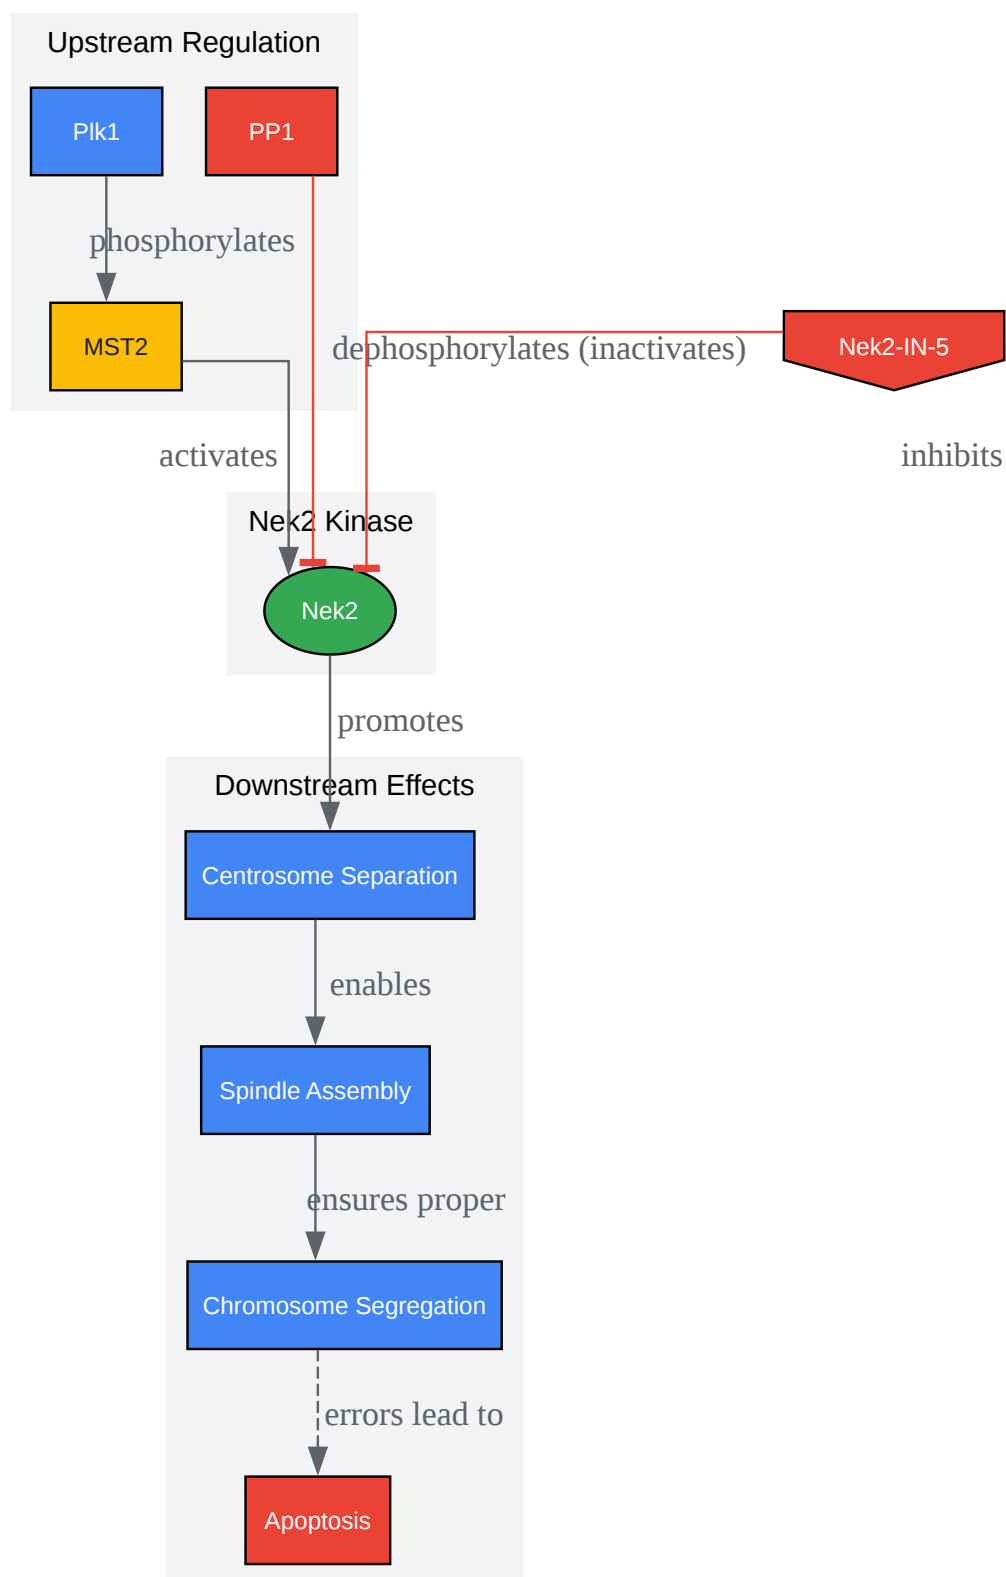 Upstream Regulation
Plk1
PP1
phosphorylates
MST2
dephosphorylates (inactivates)
Nek2-IN-5
activates
inhibits
Nek2 Kinase
Nek2
promotes
Downstream Effects
Centrosome Separation
enables
Spindle Assembly
ensures proper
Chromosome Segregation
errors lead to
Apoptosis